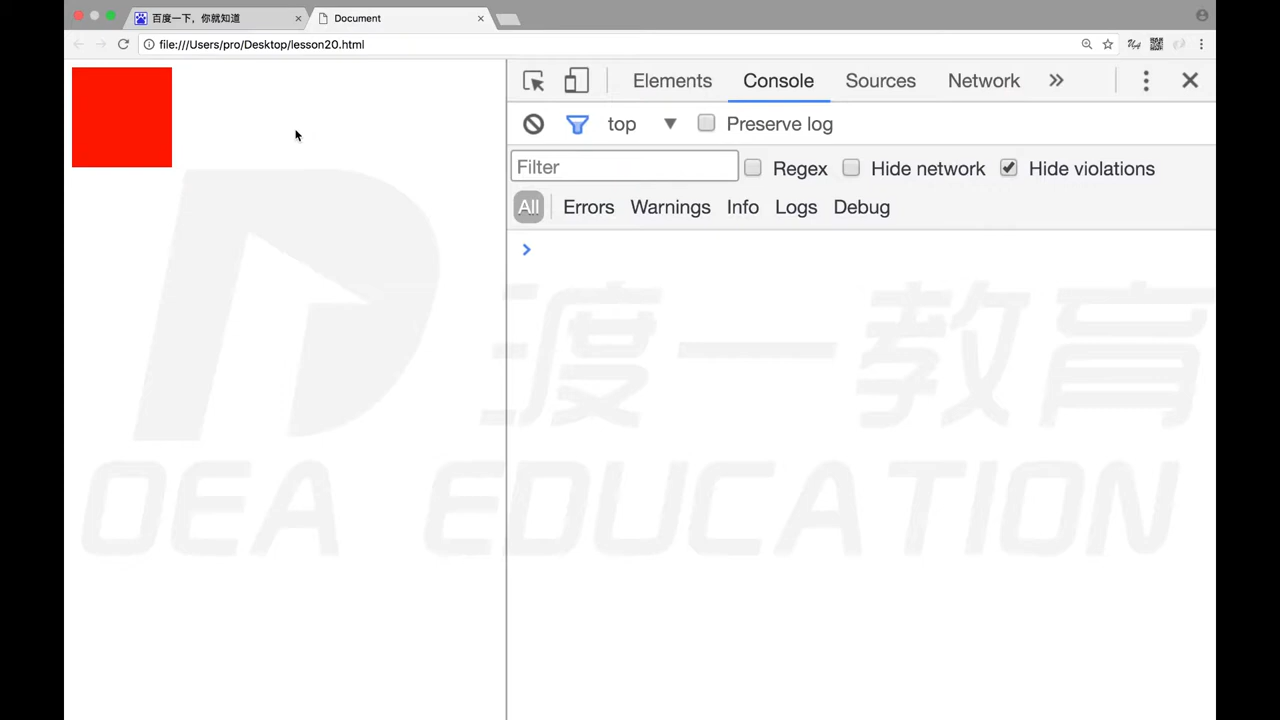 百度一下，你就知道
Document
file:///Users/pro/Desktop/lesson20.html
Elements Console Sources Network
top Preserve log
Filter Regex Hide network Hide violations
All Errors Warnings Info Logs Debug
渡一教育
OEA EDUCATION